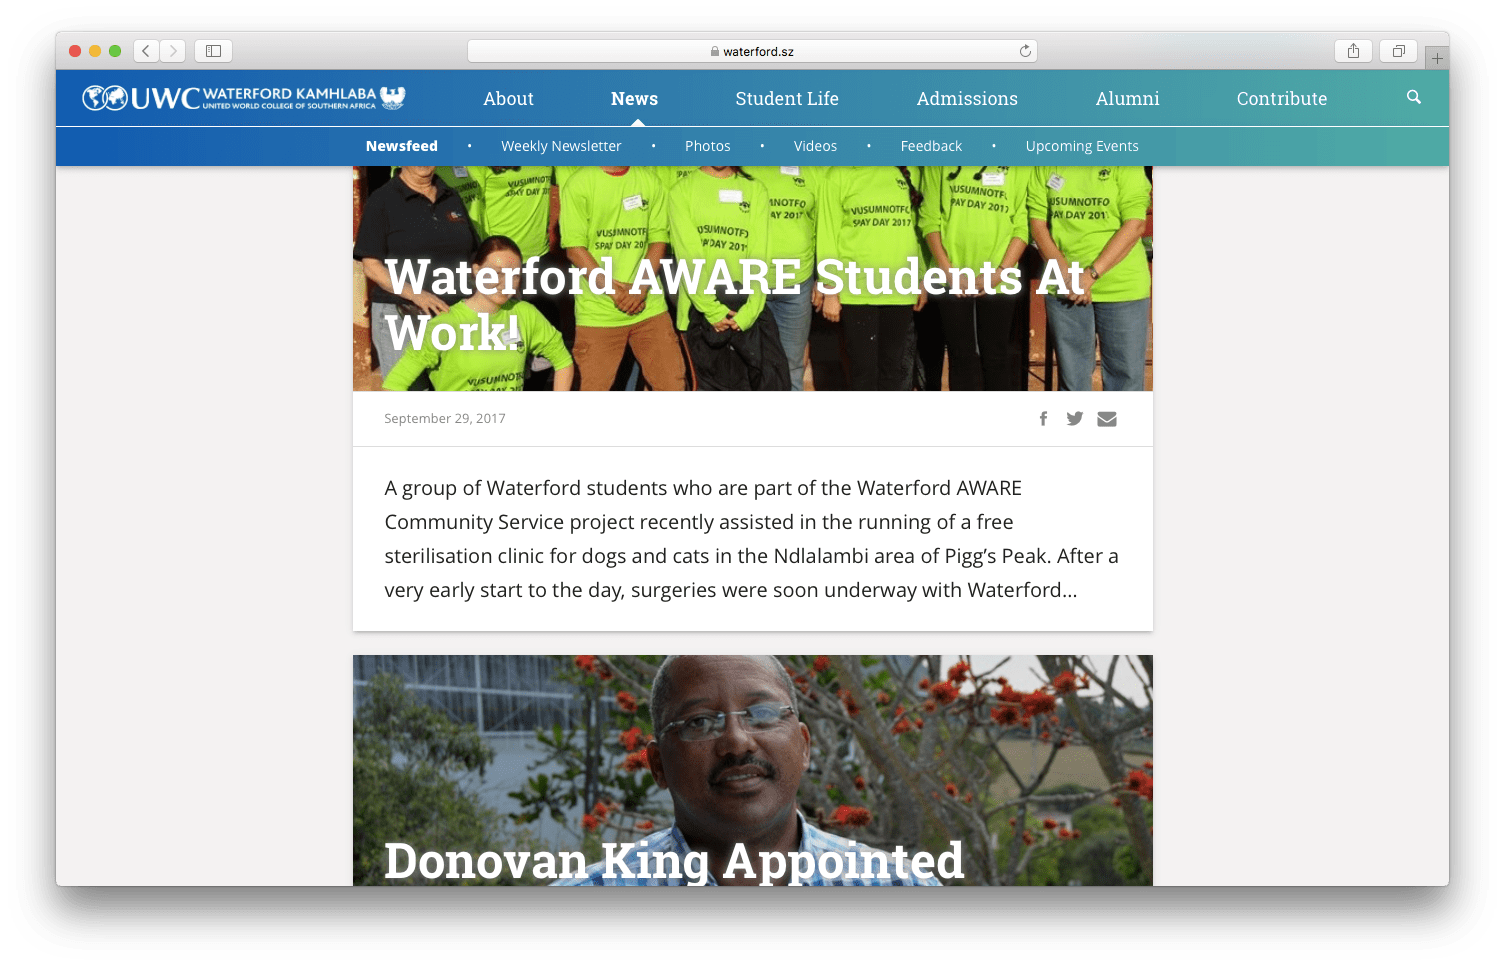 waterford.sz
UWC WATERFORD KAMHLABA
UNITED WORLD COLLEGE OF SOUTHERN AFRICA
About News Student Life Admissions Alumni Contribute
Newsfeed • Weekly Newsletter • Photos • Videos • Feedback • Upcoming Events
VUSUMNOTFO
SPAY DAY 2017
VUSUMNOTFO
SPAY DAY 2017
Waterford AWARE Students At
Work!
September 29, 2017
A group of Waterford students who are part of the Waterford AWARE
Community Service project recently assisted in the running of a free
sterilisation clinic for dogs and cats in the Ndlalambi area of Pigg’s Peak. After a
very early start to the day, surgeries were soon underway with Waterford...
Donovan King Appointed